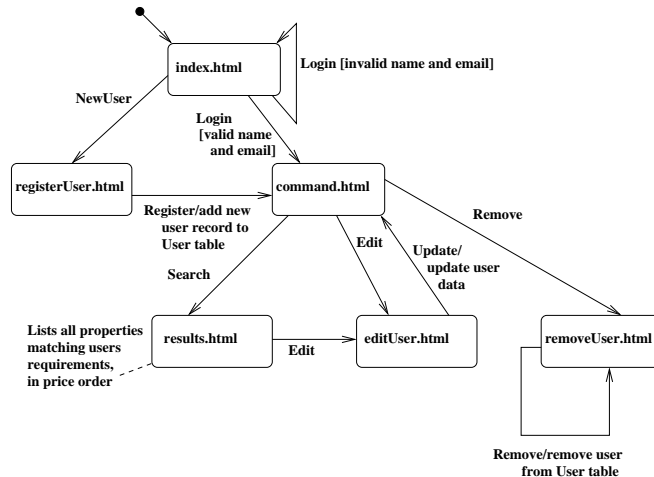 index.html
Login [invalid name and email]
NewUser
Login
[valid name
and email]
registerUser.html
command.html
Register/add new
user record to
User table
Remove
Edit
Update/
update user
data
Search
Lists all properties
matching users
requirements,
in price order
results.html
Edit
editUser.html
removeUser.html
Remove/remove user
from User table